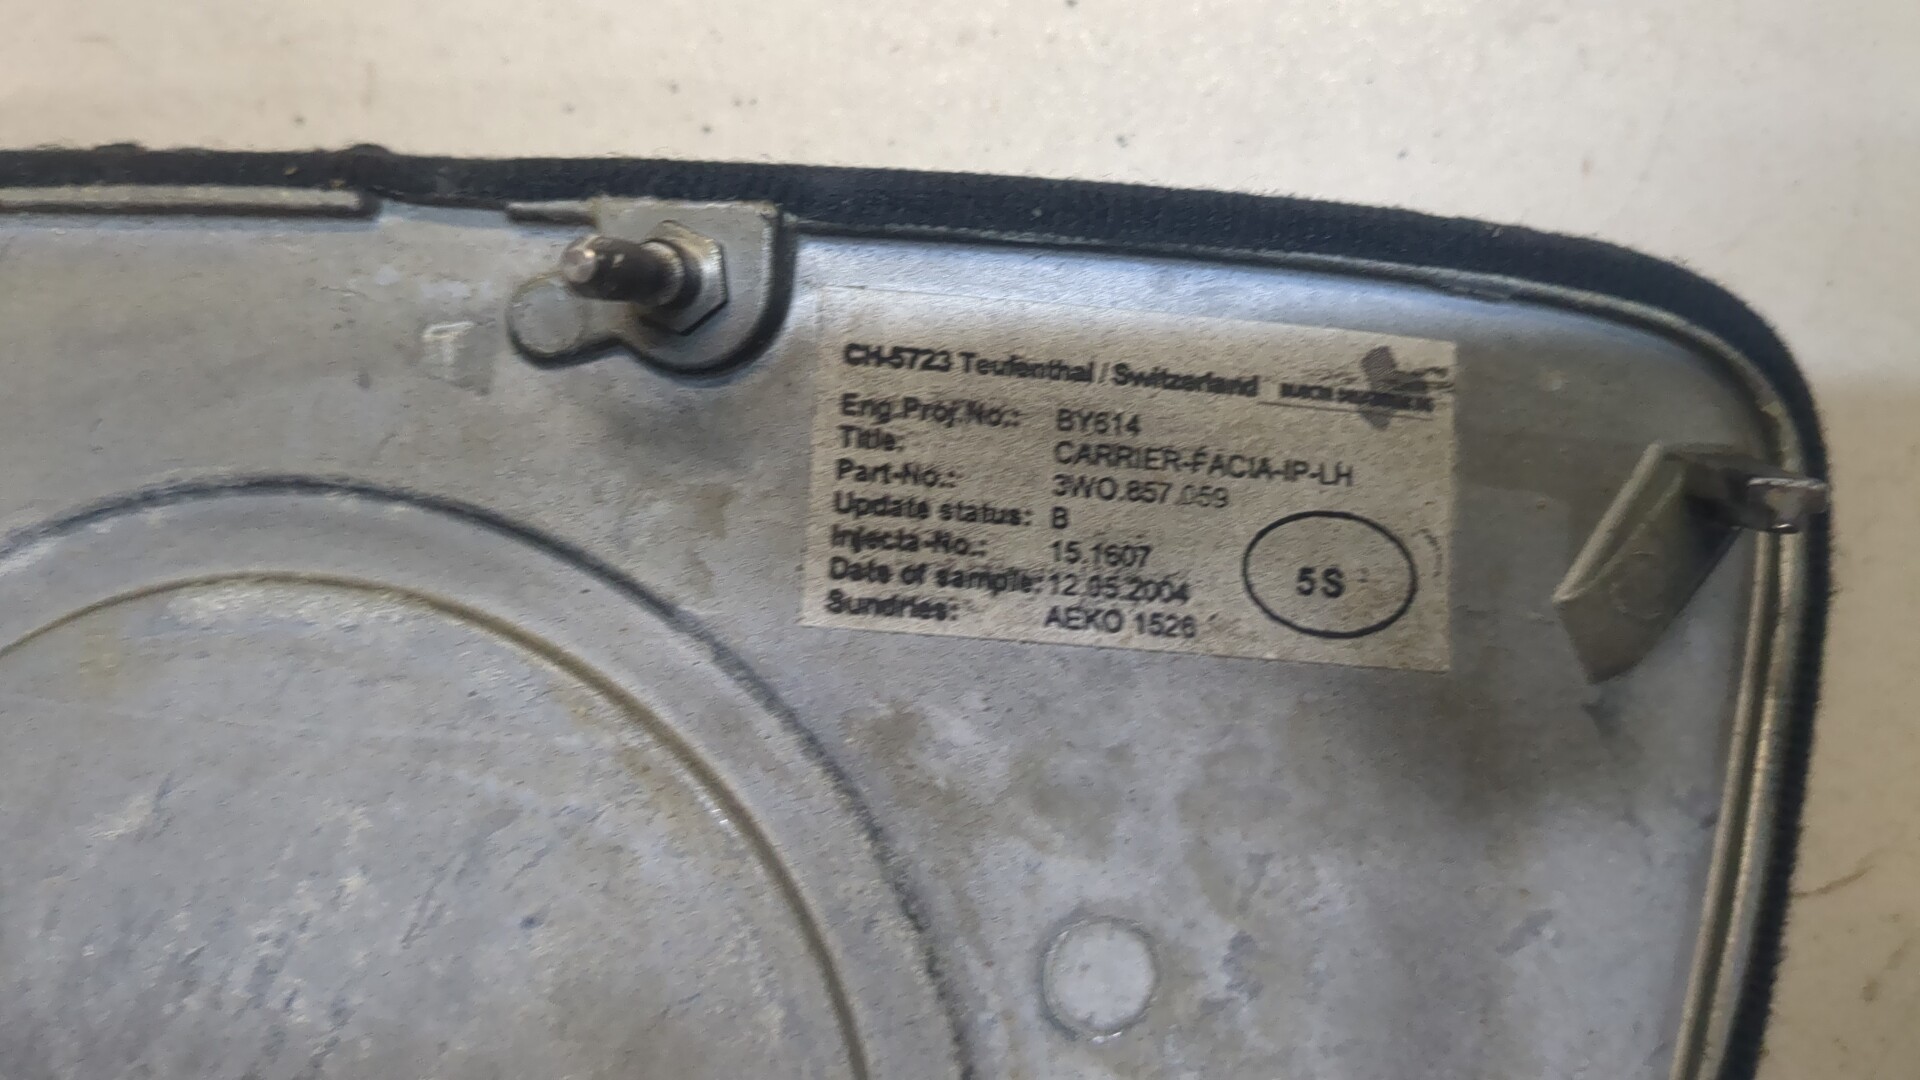 CH-5723 Teufenthal / Switzerland
Eng.Proj.No.: BY614
Title: CARRIER-FACIA-IP-LH
Part-No.: 3WO.857.059
Update status: B
Injecta-No.: 15.1607
Date of sample: 12.05.2004
Sundries: AEKO 1526
5S